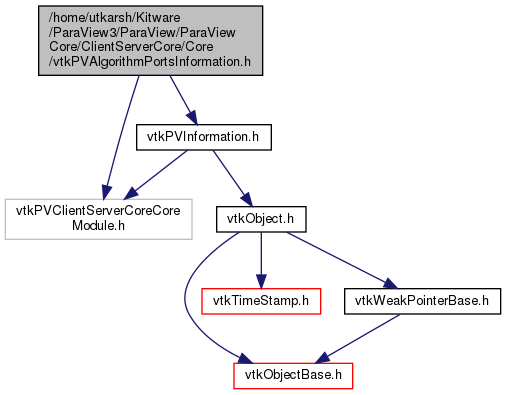 /home/utkarsh/Kitware
/ParaView3/ParaView/ParaView
Core/ClientServerCore/Core
/vtkPVAlgorithmPortsInformation.h
vtkPVInformation.h
vtkPVClientServerCoreCore
Module.h
vtkObject.h
vtkTimeStamp.h
vtkWeakPointerBase.h
vtkObjectBase.h